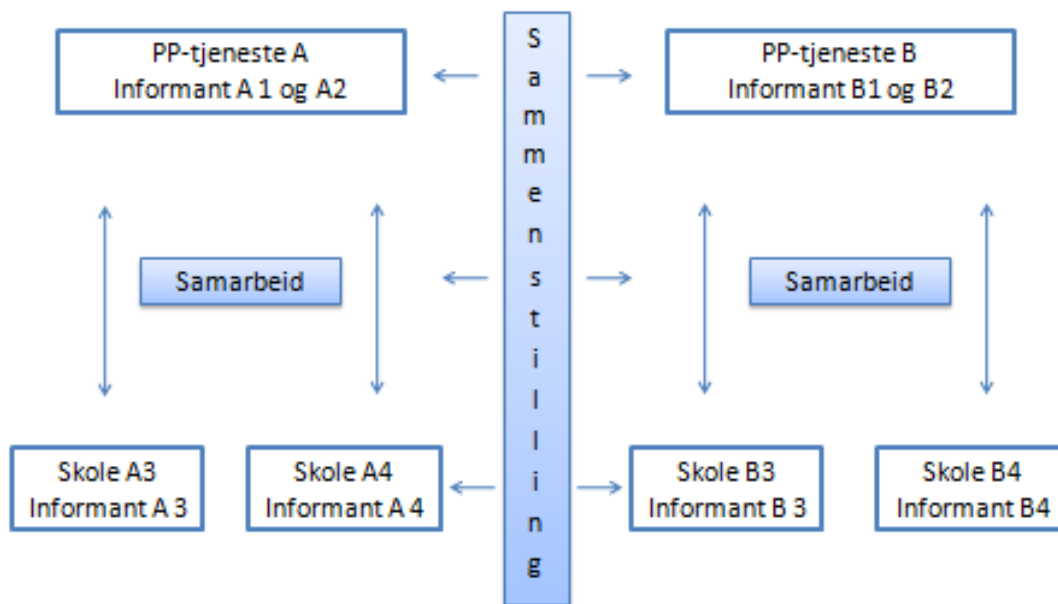 PP-tjeneste A
Informant A 1 og A2
Sammenstilling
PP-tjeneste B
Informant B1 og B2
Samarbeid
Samarbeid
Skole A3
Informant A 3
Skole A4
Informant A 4
Skole B3
Informant B 3
Skole B4
Informant B4